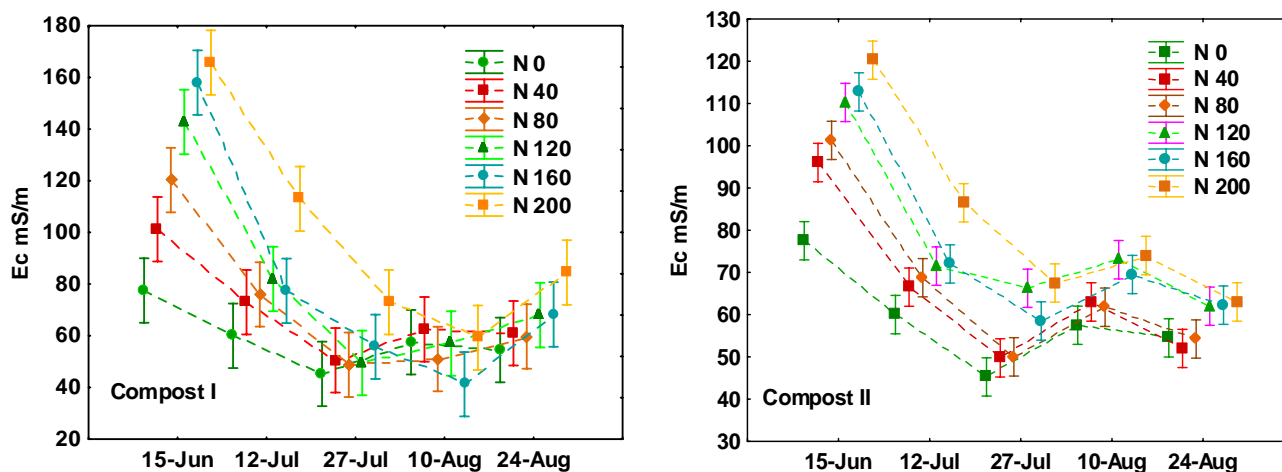 Ec mS/m
180
160
140
120
100
80
60
40
20
N 0
N 40
N 80
N 120
N 160
N 200
Compost I
15-Jun 12-Jul 27-Jul 10-Aug 24-Aug
Ec mS/m
130
120
110
100
90
80
70
60
50
40
30
N 0
N 40
N 80
N 120
N 160
N 200
Compost II
15-Jun 12-Jul 27-Jul 10-Aug 24-Aug